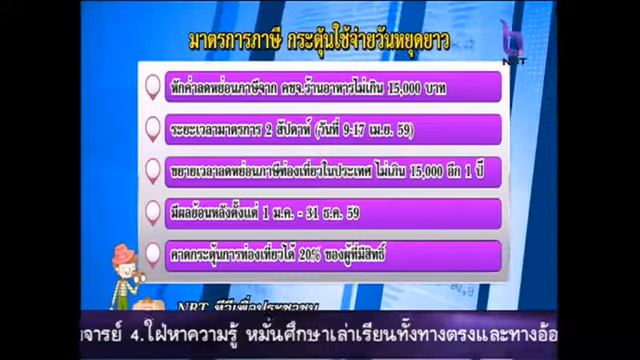 มาตรการภาษี กระตุ้นใช้จ่ายวันหยุดยาว
NBT
หักค่าลดหย่อนภาษีจาก คชจ.ร้านอาหารไม่เกิน 15,000 บาท
ระยะเวลามาตรการ 2 สัปดาห์ (วันที่ 9-17 เม.ย. 59)
ขยายเวลาลดหย่อนภาษีท่องเที่ยวในประเทศ ไม่เกิน 15,000 อีก 1 ปี
มีผลย้อนหลังตั้งแต่ 1 ม.ค. - 31 ธ.ค. 59
คาดกระตุ้นการท่องเที่ยวได้ 20% ของผู้ที่มีสิทธิ์
NBT ทีวีเพื่อประชาชน
จารย์ 4.ใฝ่หาความรู้ หมั่นศึกษาเล่าเรียนทั้งทางตรงและทางอ้อ